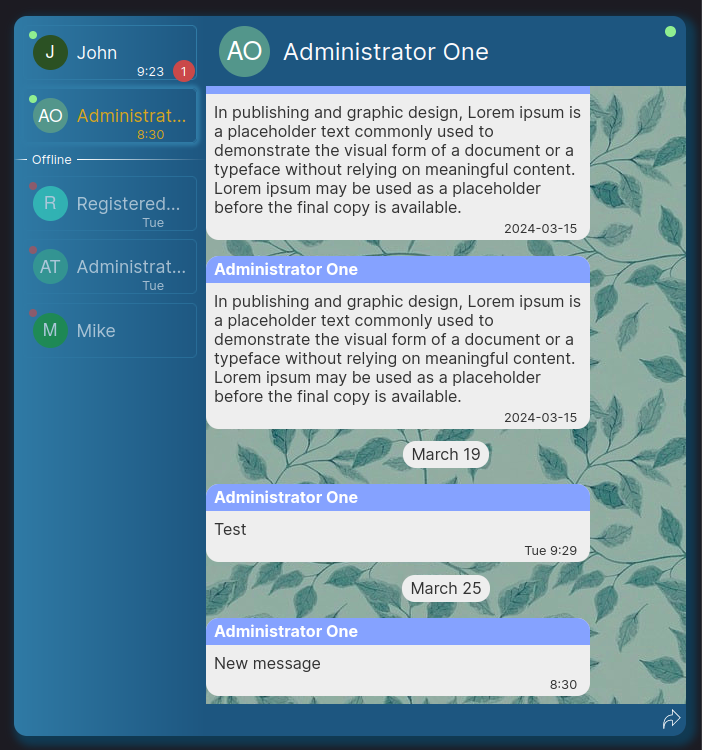 J
John
9:23
1
AO
Administrat...
8:30
Offline
R
Registered...
Tue
AT
Administrat...
Tue
M
Mike
AO
Administrator One
In publishing and graphic design, Lorem ipsum is
a placeholder text commonly used to
demonstrate the visual form of a document or a
typeface without relying on meaningful content.
Lorem ipsum may be used as a placeholder
before the final copy is available.
2024-03-15
Administrator One
In publishing and graphic design, Lorem ipsum is
a placeholder text commonly used to
demonstrate the visual form of a document or a
typeface without relying on meaningful content.
Lorem ipsum may be used as a placeholder
before the final copy is available.
2024-03-15
March 19
Administrator One
Test
Tue 9:29
March 25
Administrator One
New message
8:30